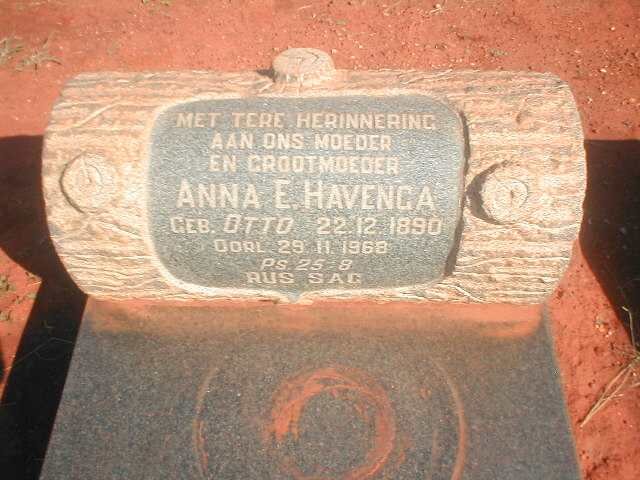 MET TERE HERINNERING
AAN ONS MOEDER
EN GROOTMOEDER
ANNA E. HAVENGA
GEB. OTTO 22.12.1890
OORL. 29.11.1968
PS 25-8
RUS SAG